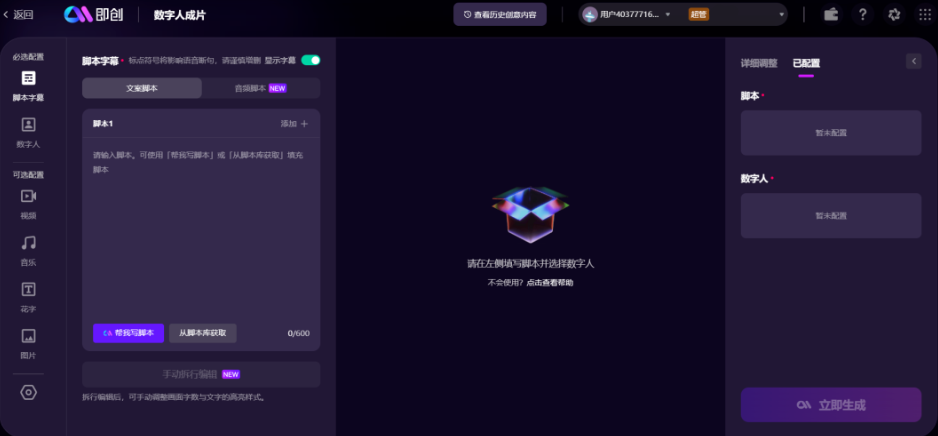 返回
即创
数字人成片
查看历史创意内容
用户40377716...
超管
必选配置
脚本字幕
数字人
可选配置
视频
音乐
花字
图片
脚本字幕
标点符号将影响语音断句,请谨慎增删
显示字幕
文案脚本
音频脚本 NEW
脚本1
添加
请输入脚本。可使用「帮我写脚本」或「从脚本库获取」填充
脚本
帮我写脚本
从脚本库获取
0/600
手动拆行编辑 NEW
拆行编辑后,可手动调整画面字数与文字的高亮样式。
请在左侧填写脚本并选择数字人
不会使用?点击查看帮助
详细调整
已配置
脚本
暂未配置
数字人
暂未配置
立即生成